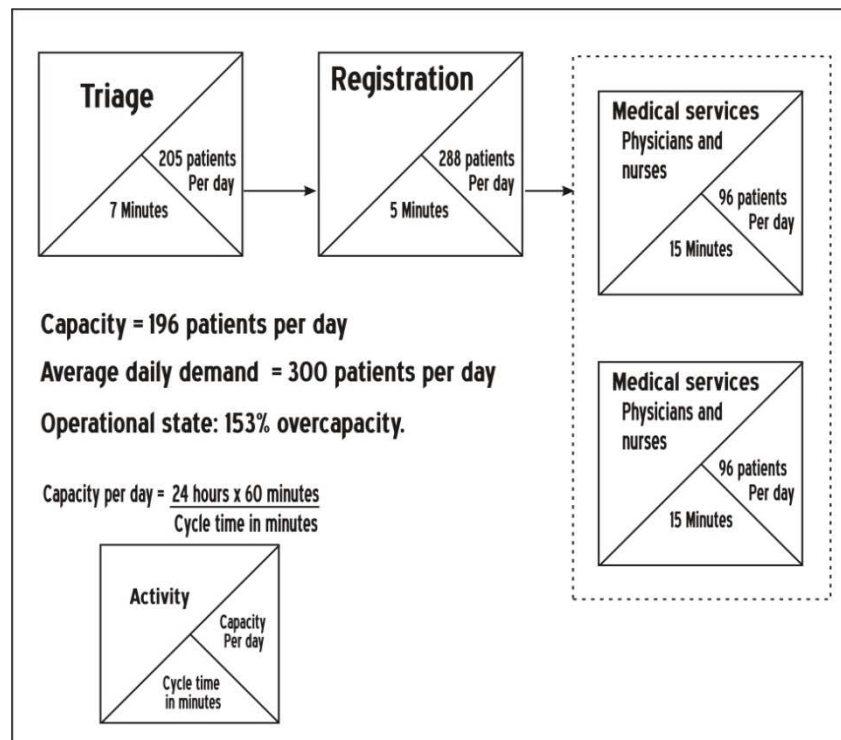 Triage
205 patients
Per day
7 Minutes
Registration
288 patients
Per day
5 Minutes
Medical services
Physicians and
nurses
96 patients
Per day
15 Minutes
Medical services
Physicians and
nurses
96 patients
Per day
15 Minutes
Capacity = 196 patients per day
Average daily demand = 300 patients per day
Operational state: 153% overcapacity.
Capacity per day = 24 hours x 60 minutes
Cycle time in minutes
Activity
Capacity
Per day
Cycle time
in minutes